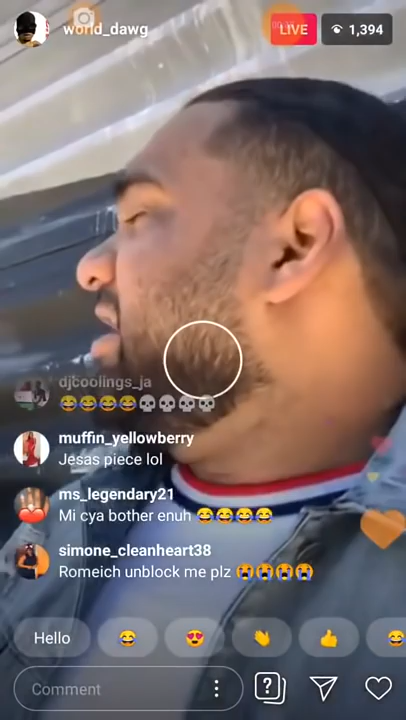 world_dawg
LIVE
1,394
djcoolings_ja
😂😂😂😂💀💀💀💀
muffin_yellowberry
Jesas piece lol
ms_legendary21
Mi cya bother enuh 😂😂😂😂
simone_cleanheart38
Romeich unblock me plz 😭😭😭😭
Hello 😂 😍 👏 👍 😂
Comment